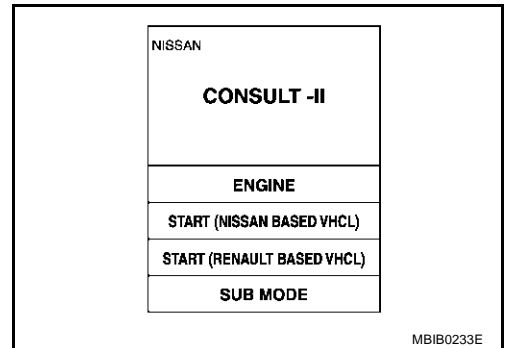 NISSAN
CONSULT -II
ENGINE
START (NISSAN BASED VHCL)
START (RENAULT BASED VHCL)
SUB MODE
MBIB0233E